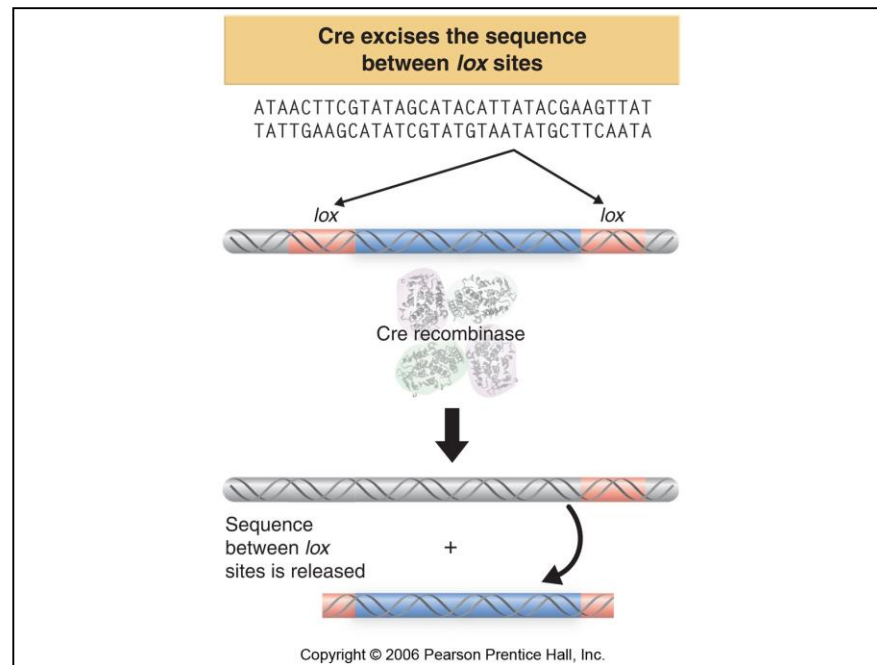 Cre excises the sequence
between lox sites
ATAACTTCGTATAGCATACATTATACGAAGTTAT
TATTGAAGCATATCGTATGTAATATGCTTCAATA
lox
lox
Cre recombinase
Sequence
between lox
sites is released
+
Copyright © 2006 Pearson Prentice Hall, Inc.